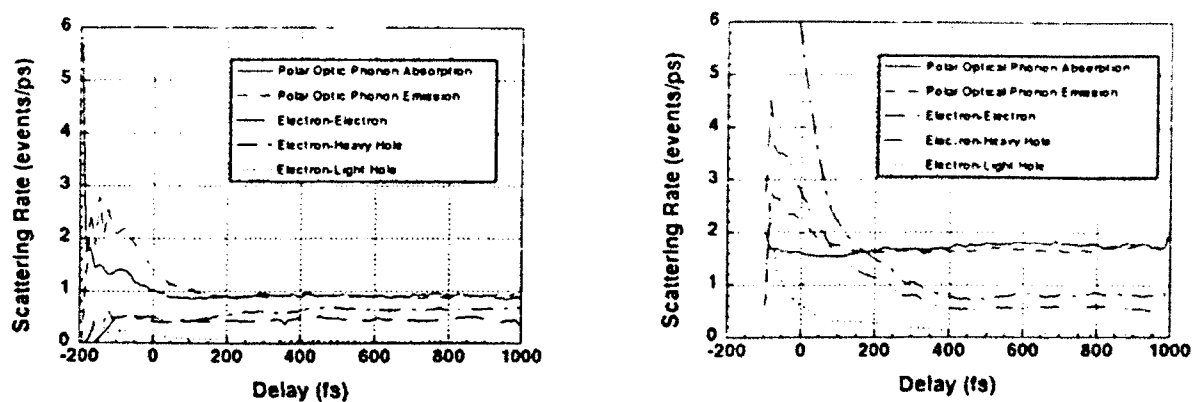 6
5
4
3
2
1
0
-200 0 200 400 600 800 1000
Scattering Rate (events/ps)
Delay (fs)
Polar Optic Phonon Absorption
Polar Optic Phonon Emission
Electron-Electron
Electron-Heavy Hole
Electron-Light Hole
6
5
4
3
2
1
0
-200 0 200 400 600 800 1000
Scattering Rate (events/ps)
Delay (fs)
Polar Optical Phonon Absorbtion
Polar Optical Phonon Emission
Electron-Electron
Electron-Heavy Hole
Electron-Light Hole